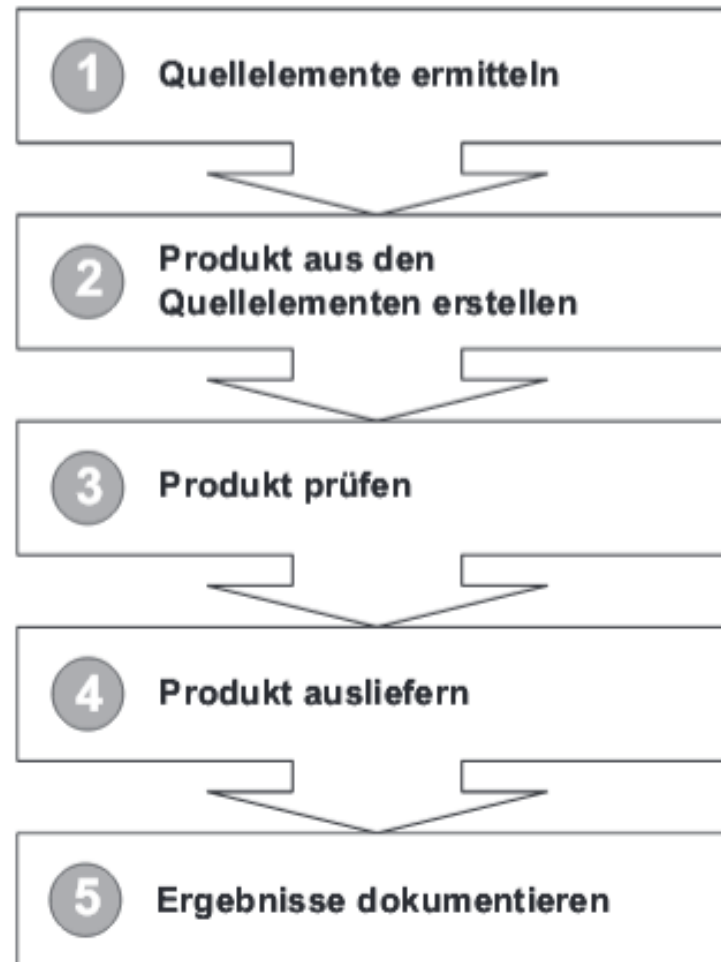 1 Quellelemente ermitteln
2 Produkt aus den
Quellelementen erstellen
3 Produkt prüfen
4 Produkt ausliefern
5 Ergebnisse dokumentieren